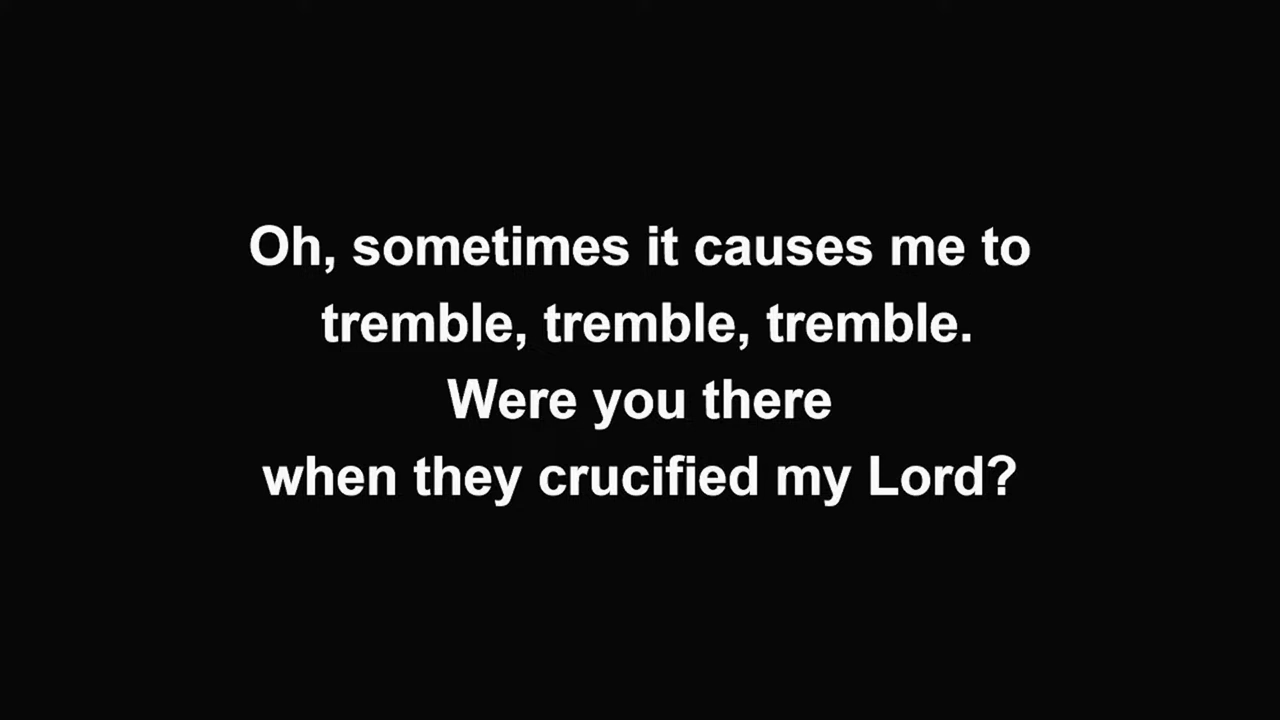 Oh, sometimes it causes me to
tremble, tremble, tremble.
Were you there
when they crucified my Lord?